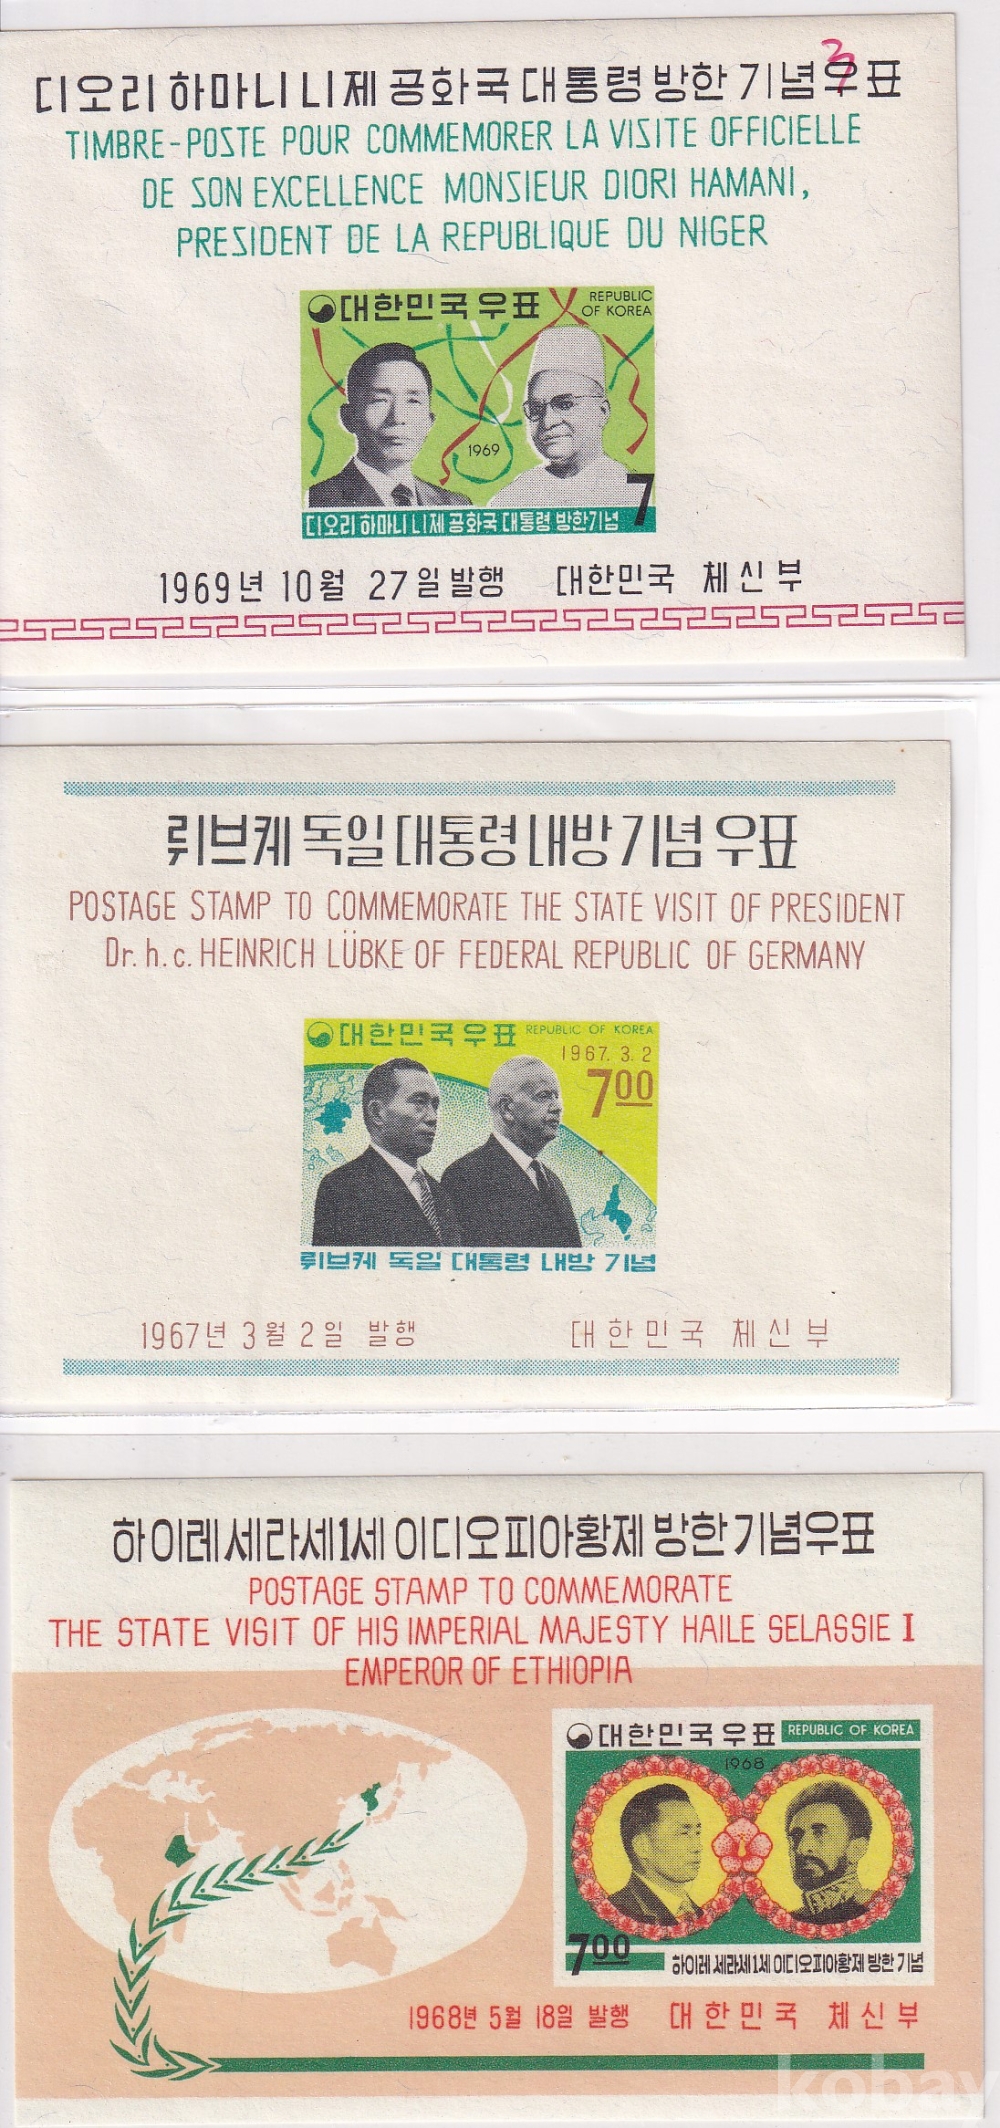 디오리 하마니 니제 공화국 대통령 방한 기념우표
3
TIMBRE-POSTE POUR COMMEMORER LA VISITE OFFICIELLE
DE SON EXCELLENCE MONSIEUR DIORI HAMANI,
PRESIDENT DE LA REPUBLIQUE DU NIGER
대한민국우표
REPUBLIC
OF KOREA
1969
7
디오리 하마니 니제 공화국 대통령 방한기념
1969년 10월 27일 발행 대한민국 체신부
뤼브케 독일 대통령 내방 기념 우표
POSTAGE STAMP TO COMMEMORATE THE STATE VISIT OF PRESIDENT
Dr. h. c. HEINRICH LÜBKE OF FEDERAL REPUBLIC OF GERMANY
대한민국우표 REPUBLIC OF KOREA
1967. 3. 2
700
뤼브케 독일 대통령 내방 기념
1967년 3월 2일 발행 대한민국 체신부
하이레 세라세1세 이디오피아황제 방한 기념우표
POSTAGE STAMP TO COMMEMORATE
THE STATE VISIT OF HIS IMPERIAL MAJESTY HAILE SELASSIE I
EMPEROR OF ETHIOPIA
대한민국우표 REPUBLIC OF KOREA
1968
700
하이레 세라세1세 이디오피아황제 방한 기념
1968년 5월 18일 발행 대한민국 체신부
kobay